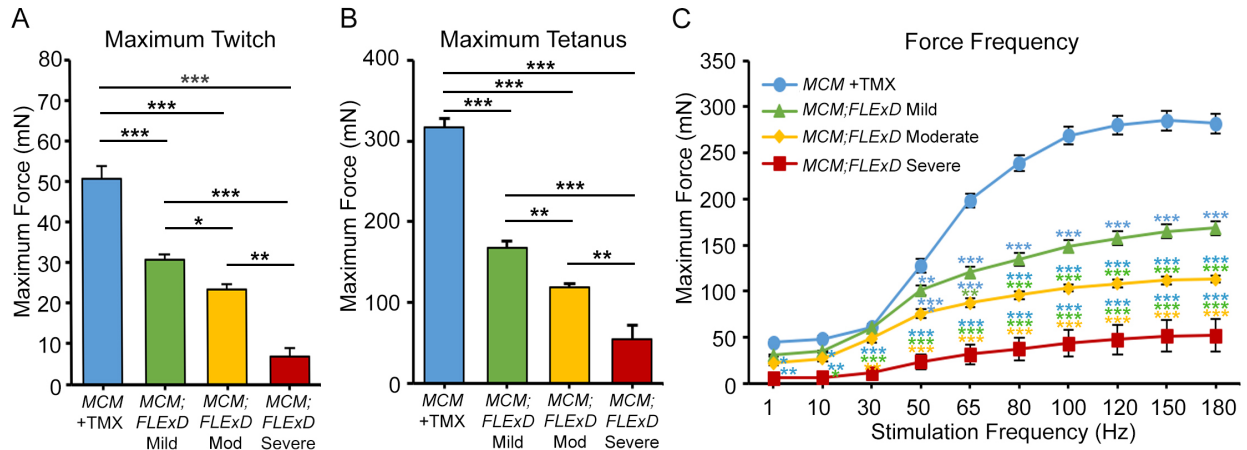 A
Maximum Twitch
Maximum Force (mN)
80
70
60
50
40
30
20
10
0
***
***
***
***
*
**
MCM
+TMX
MCM;
FLExD
Mild
MCM;
FLExD
Mod
MCM;
FLExD
Severe
B
Maximum Tetanus
Maximum Force (mN)
400
300
200
100
0
***
***
***
***
**
**
MCM
+TMX
MCM;
FLExD
Mild
MCM;
FLExD
Mod
MCM;
FLExD
Severe
C
Force Frequency
Maximum Force (mN)
350
300
250
200
150
100
50
0
MCM +TMX
MCM;FLExD Mild
MCM;FLExD Moderate
MCM;FLExD Severe
*** *** *** *** *** ***
** *** *** *** *** *** ***
*** ** *** *** *** *** ***
*** *** *** *** *** *** *** ***
*** *** *** *** *** *** *** ***
** *** *** *** *** *** *** ***
1 10 30 50 65 80 100 120 150 180
Stimulation Frequency (Hz)